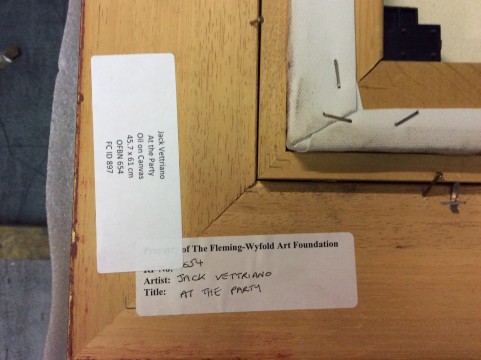 Jack Vettriano
At the Party
Oil on Canvas
45.7 x 61 cm
OFBN 654
FC ID 897
of The Fleming-Wyfold Art Foundation
654
Artist: JACK VETTRIANO
Title: AT THE PARTY